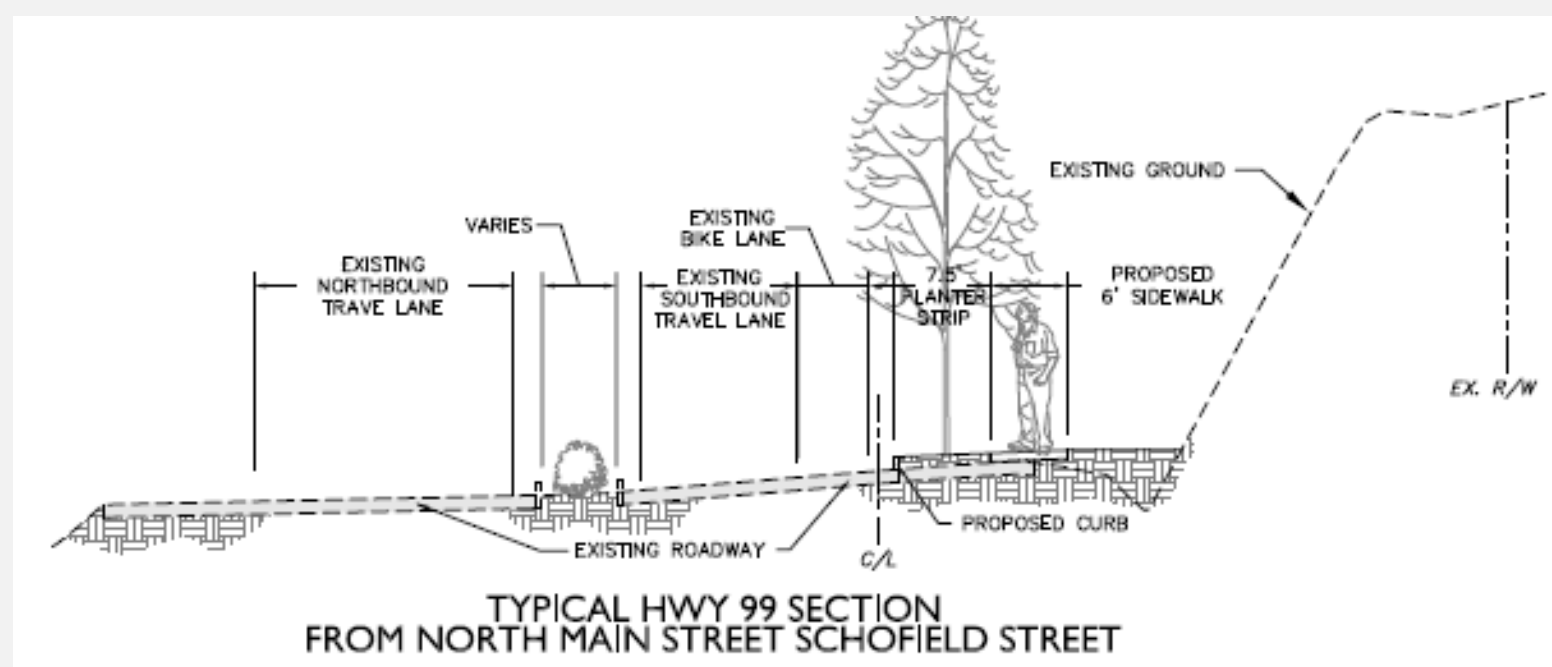 EXISTING GROUND
VARIES
EXISTING
BIKE LANE
EXISTING
NORTHBOUND
TRAVE LANE
EXISTING
SOUTHBOUND
TRAVEL LANE
7.5'
PLANTER
STRIP
PROPOSED
6' SIDEWALK
EX. R/W
PROPOSED CURB
EXISTING ROADWAY
C/L
TYPICAL HWY 99 SECTION
FROM NORTH MAIN STREET SCHOFIELD STREET